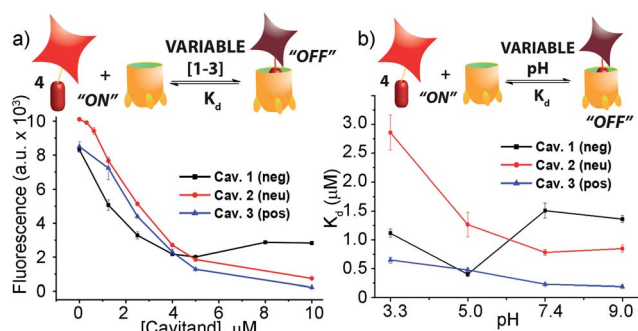 a)
VARIABLE
[1-3]
Kd
4
+
"ON"
"OFF"
Fluorescence (a.u. x 10³)
10
8
6
4
2
0
Cav. 1 (neg)
Cav. 2 (neu)
Cav. 3 (pos)
0 2 4 6 8 10
[Cavitand], µM
b)
VARIABLE
pH
Kd
4
+
"ON"
"OFF"
Kd (µM)
3.0
2.5
2.0
1.5
1.0
0.5
0
Cav. 1 (neg)
Cav. 2 (neu)
Cav. 3 (pos)
3.3 5.0 7.4 9.0
pH